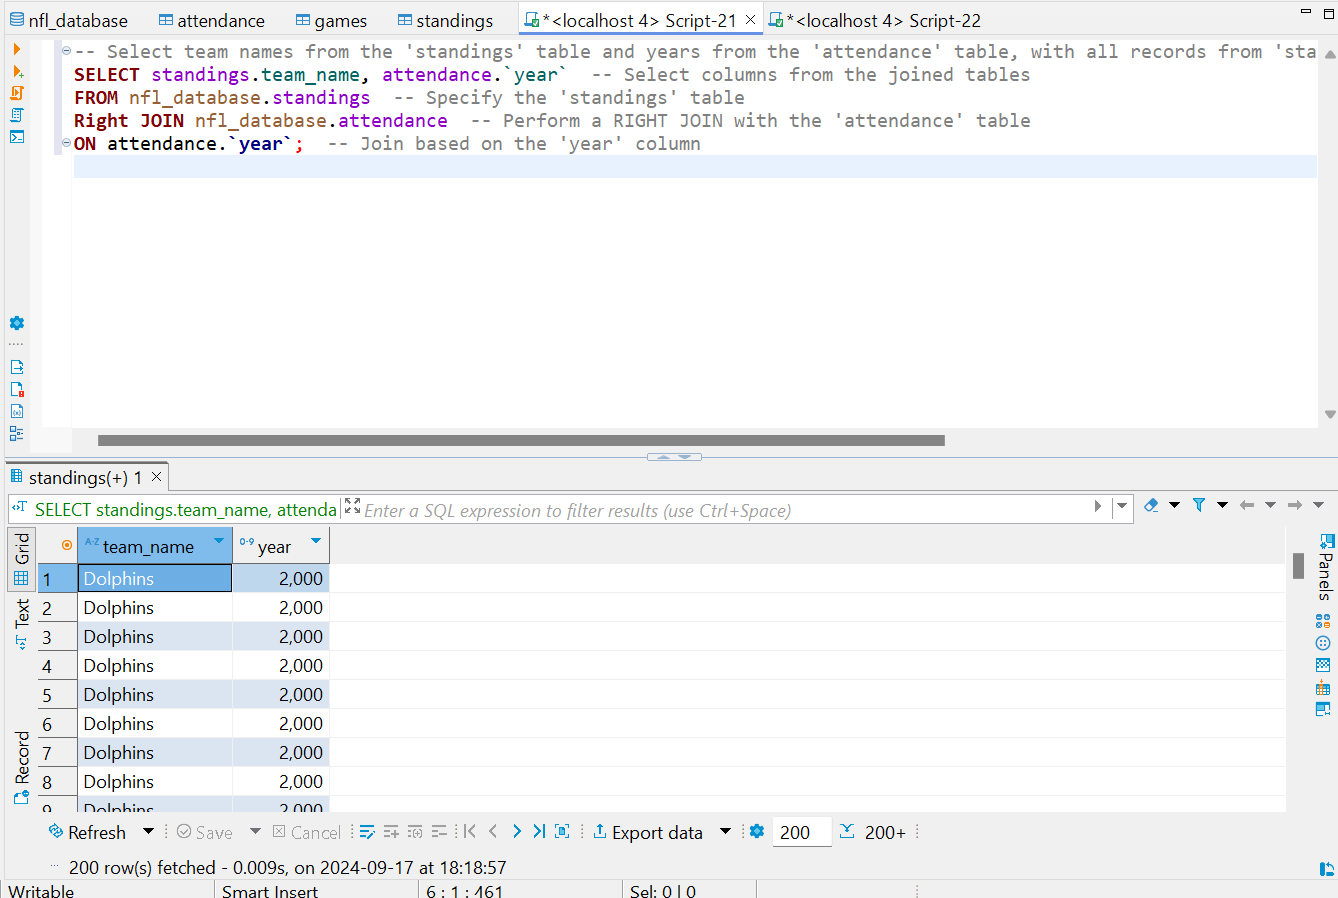 nfl_database attendance games standings *<localhost 4> Script-21 *<localhost 4> Script-22
-- Select team names from the 'standings' table and years from the 'attendance' table, with all records from 'sta
SELECT standings.team_name, attendance.`year`  -- Select columns from the joined tables
FROM nfl_database.standings  -- Specify the 'standings' table
Right JOIN nfl_database.attendance  -- Perform a RIGHT JOIN with the 'attendance' table
ON attendance.`year`;  -- Join based on the 'year' column
standings(+) 1
SELECT standings.team_name, attenda Enter a SQL expression to filter results (use Ctrl+Space)
Grid
Text
Record
Panels
A-Z team_name 0-9 year
1 Dolphins 2,000
2 Dolphins 2,000
3 Dolphins 2,000
4 Dolphins 2,000
5 Dolphins 2,000
6 Dolphins 2,000
7 Dolphins 2,000
8 Dolphins 2,000
9 Dolphins 2,000
Refresh Save Cancel Export data 200 200+
200 row(s) fetched - 0.009s, on 2024-09-17 at 18:18:57
Writable Smart Insert 6 : 1 : 461 Sel: 0 | 0